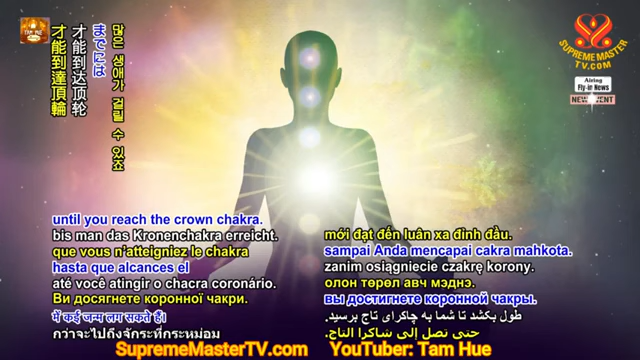 才能到達頂輪
才能到达顶轮
までには
많은 생애가 걸릴 수 있죠
SUPREME MASTER
TV.COM
Airing
Fly-in News
NEW EVENT
until you reach the crown chakra.
bis man das Kronenchakra erreicht.
que vous n'atteigniez le chakra
hasta que alcances el
até você atingir o chacra coronário.
Ви досягнете коронної чакри.
में कई जन्म लग सकते हैं।
กว่าจะไปถึงจักระที่กระหม่อม
mới đạt đến luân xa đỉnh đầu.
sampai Anda mencapai cakra mahkota.
zanim osiągniecie czakrę korony.
олон төрөл авч мэднэ.
вы достигнете коронной чакры.
طول بکشد تا شما به چاکرای تاج برسید.
حتى تصل إلى شاكرا التاج.
SupremeMasterTV.com YouTuber: Tam Hue